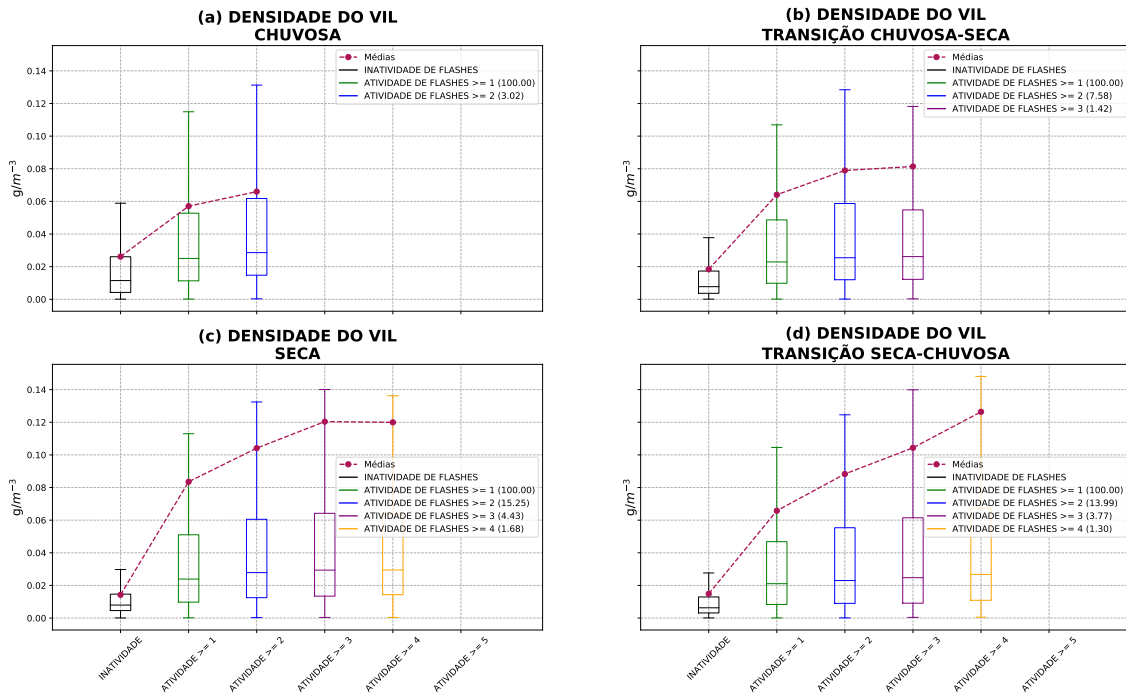 (a) DENSIDADE DO VIL
CHUVOSA
g/m−3
0.14
0.12
0.10
0.08
0.06
0.04
0.02
0.00
Médias
INATIVIDADE DE FLASHES
ATIVIDADE DE FLASHES >= 1 (100.00)
ATIVIDADE DE FLASHES >= 2 (3.02)
(b) DENSIDADE DO VIL
TRANSIÇÃO CHUVOSA-SECA
g/m−3
Médias
INATIVIDADE DE FLASHES
ATIVIDADE DE FLASHES >= 1 (100.00)
ATIVIDADE DE FLASHES >= 2 (7.58)
ATIVIDADE DE FLASHES >= 3 (1.42)
(c) DENSIDADE DO VIL
SECA
g/m−3
0.14
0.12
0.10
0.08
0.06
0.04
0.02
0.00
Médias
INATIVIDADE DE FLASHES
ATIVIDADE DE FLASHES >= 1 (100.00)
ATIVIDADE DE FLASHES >= 2 (15.25)
ATIVIDADE DE FLASHES >= 3 (4.43)
ATIVIDADE DE FLASHES >= 4 (1.68)
INATIVIDADE
ATIVIDADE >= 1
ATIVIDADE >= 2
ATIVIDADE >= 3
ATIVIDADE >= 4
ATIVIDADE >= 5
(d) DENSIDADE DO VIL
TRANSIÇÃO SECA-CHUVOSA
g/m−3
Médias
INATIVIDADE DE FLASHES
ATIVIDADE DE FLASHES >= 1 (100.00)
ATIVIDADE DE FLASHES >= 2 (13.99)
ATIVIDADE DE FLASHES >= 3 (3.77)
ATIVIDADE DE FLASHES >= 4 (1.30)
INATIVIDADE
ATIVIDADE >= 1
ATIVIDADE >= 2
ATIVIDADE >= 3
ATIVIDADE >= 4
ATIVIDADE >= 5